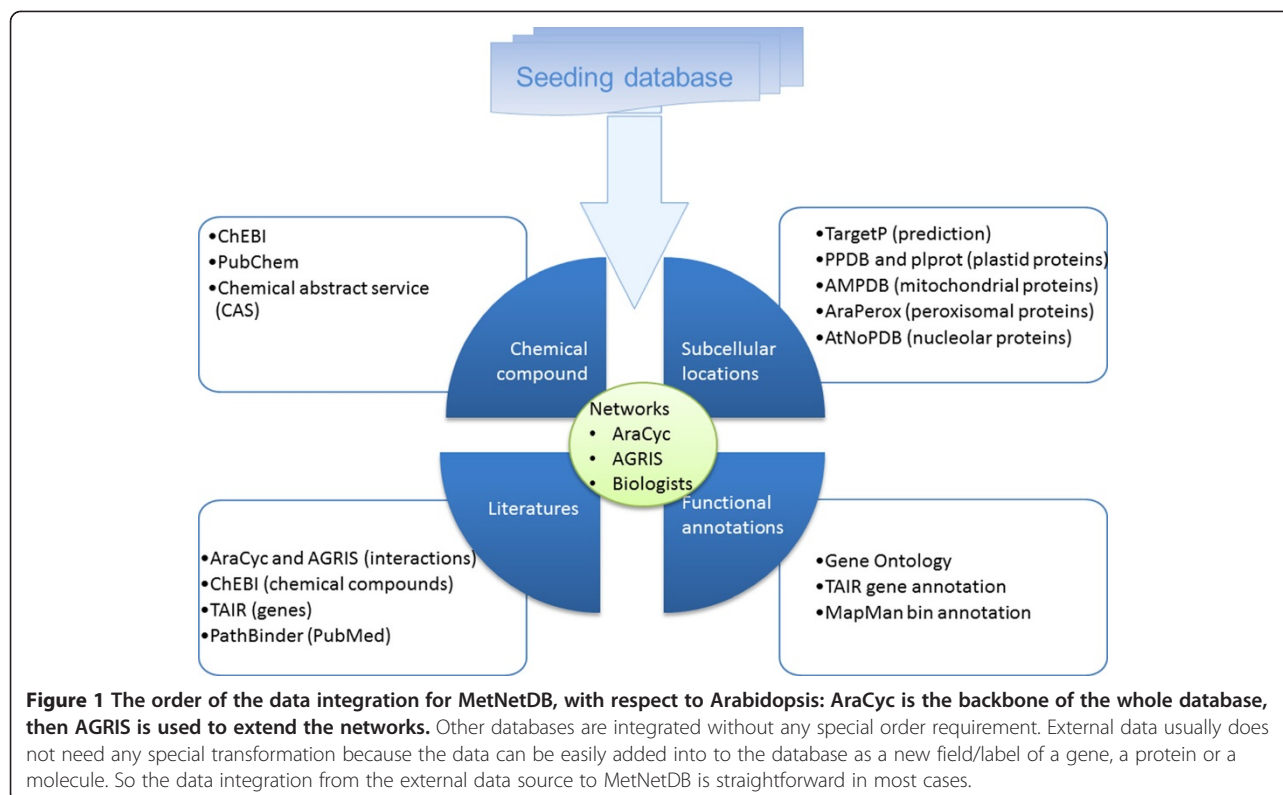 Seeding database
•ChEBI
•PubChem
•Chemical abstract service
(CAS)
•TargetP (prediction)
•PPDB and plprot (plastid proteins)
•AMPDB (mitochondrial proteins)
•AraPerox (peroxisomal proteins)
•AtNoPDB (nucleolar proteins)
Chemical
compound
Subcellular
locations
Networks
• AraCyc
• AGRIS
• Biologists
Literatures
Functional
annotations
•AraCyc and AGRIS (interactions)
•ChEBI (chemical compounds)
•TAIR (genes)
•PathBinder (PubMed)
•Gene Ontology
•TAIR gene annotation
•MapMan bin annotation
Figure 1 The order of the data integration for MetNetDB, with respect to Arabidopsis: AraCyc is the backbone of the whole database,
then AGRIS is used to extend the networks. Other databases are integrated without any special order requirement. External data usually does
not need any special transformation because the data can be easily added into to the database as a new field/label of a gene, a protein or a
molecule. So the data integration from the external data source to MetNetDB is straightforward in most cases.